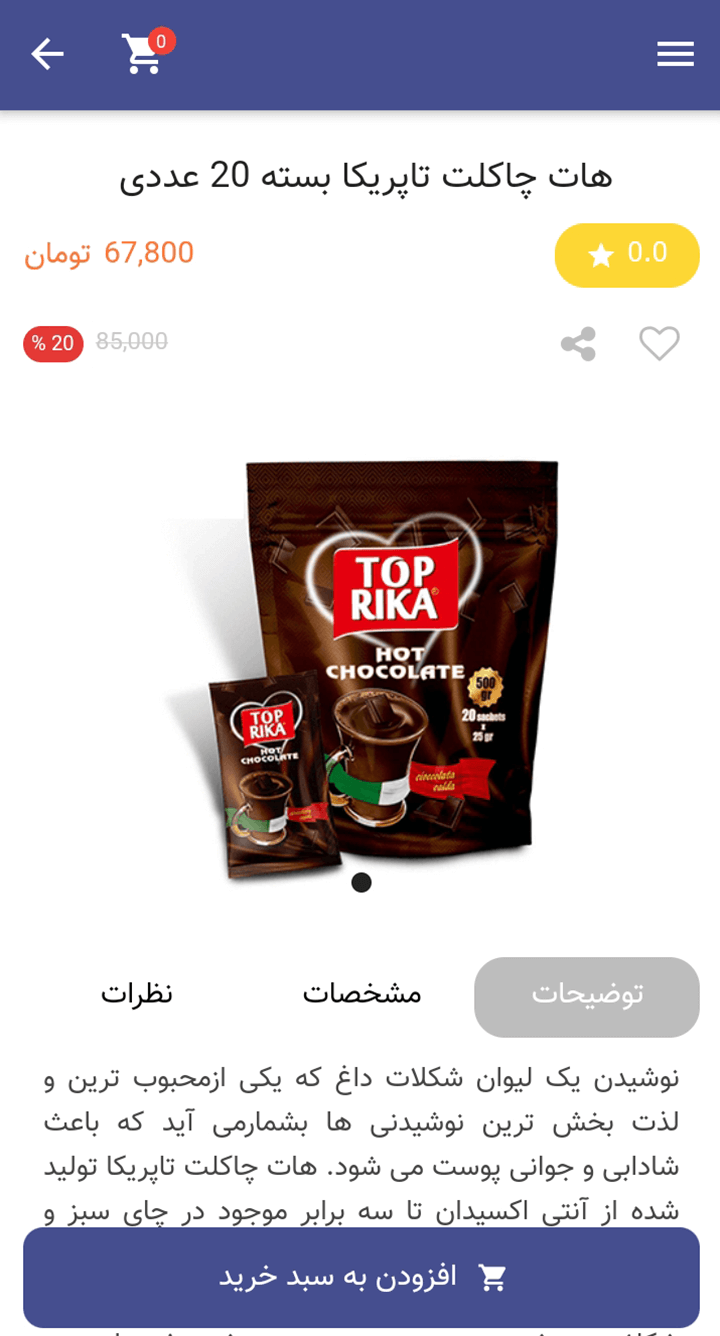 0
هات چاکلت تاپریکا بسته 20 عددی
0.0
67,800 تومان
85,000
% 20
TOP
RIKA
HOT
CHOCOLATE
500
gr
20 sachets
x
25 gr
cioccolata
calda
TOP
RIKA
HOT
CHOCOLATE
توضیحات
مشخصات
نظرات
نوشیدن یک لیوان شکلات داغ که یکی ازمحبوب ترین و
لذت بخش ترین نوشیدنی ها بشمارمی آید که باعث
شادابی و جوانی پوست می شود. هات چاکلت تاپریکا تولید
شده از آنتی اکسیدان تا سه برابر موجود در چای سبز و
افزودن به سبد خرید